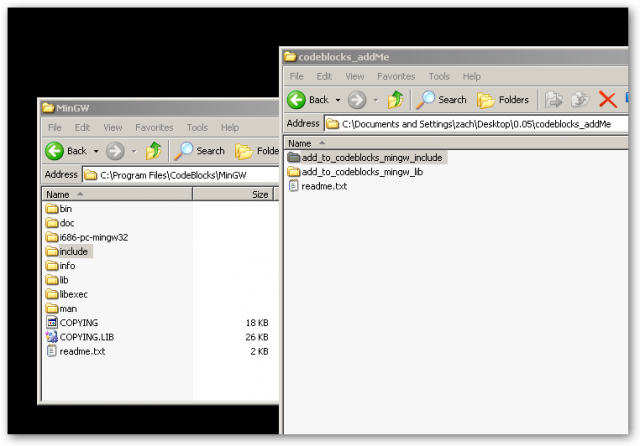 MinGW
File Edit View Favorites Tools Help
Back Search Folde
Address C:\Program Files\CodeBlocks\MinGW
Name Size
bin
doc
i686-pc-mingw32
include
info
lib
libexec
man
COPYING 18 KB
COPYING.LIB 26 KB
readme.txt 2 KB
codeblocks_addMe
File Edit View Favorites Tools Help
Back Search Folders
Address C:\Documents and Settings\zach\Desktop\0.05\codeblocks_addMe
Name
add_to_codeblocks_mingw_include
add_to_codeblocks_mingw_lib
readme.txt